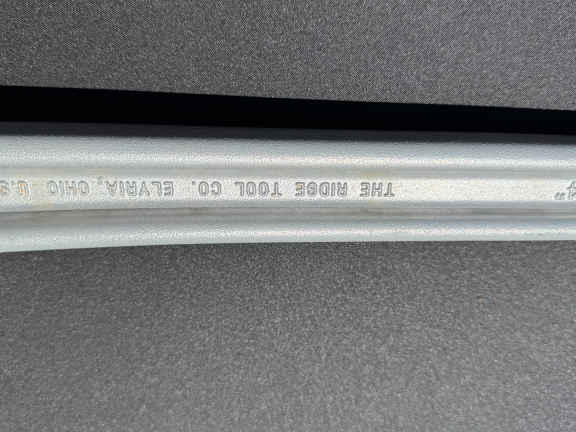 THE RIDGE TOOL CO. ELYRIA, OHIO